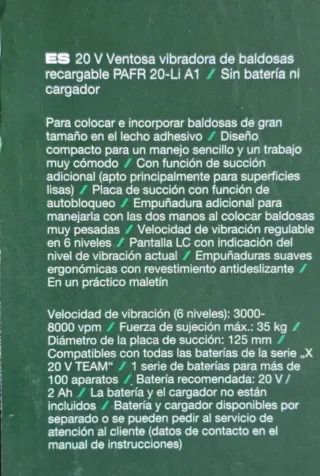 ES 20 V Ventosa vibradora de baldosas
recargable PAFR 20-Li A1 / Sin batería ni
cargador
Para colocar e incorporar baldosas de gran
tamaño en el lecho adhesivo / Diseño
compacto para un manejo sencillo y un trabajo
muy cómodo / Con función de succión
adicional (apto principalmente para superficies
lisas) / Placa de succión con función de
autobloqueo / Empuñadura adicional para
manejarla con las dos manos al colocar baldosas
muy pesadas / Velocidad de vibración regulable
en 6 niveles / Pantalla LC con indicación del
nivel de vibración actual / Empuñaduras suaves
ergonómicas con revestimiento antideslizante /
En un práctico maletín
Velocidad de vibración (6 niveles): 3000-
8000 vpm / Fuerza de sujeción máx.: 35 kg /
Diámetro de la placa de succión: 125 mm /
Compatibles con todas las baterías de la serie „X
20 V TEAM“ / 1 serie de baterías para más de
100 aparatos / Batería recomendada: 20 V /
2 Ah / La batería y el cargador no están
incluidos / Batería y cargador disponibles por
separado o se pueden pedir al servicio de
atención al cliente (datos de contacto en el
manual de instrucciones)